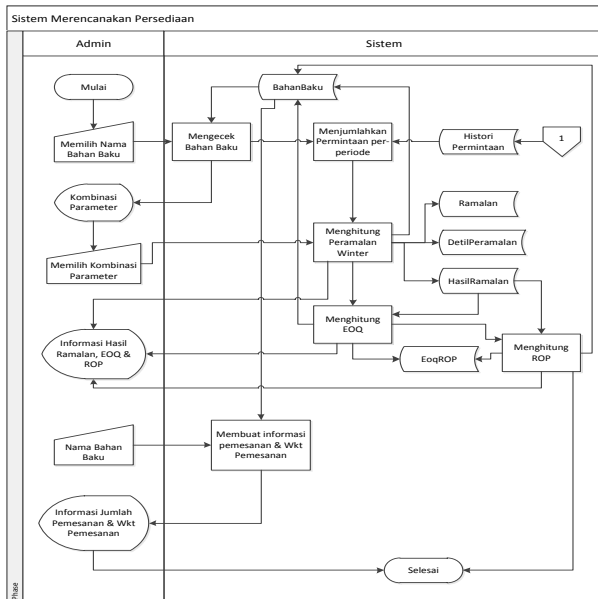 Sistem Merencanakan Persediaan
Admin
Sistem
Mulai
BahanBaku
Memilih Nama
Bahan Baku
Mengecek
Bahan Baku
Menjumlahkan
Permintaan per-
periode
Histori
Permintaan
1
Kombinasi
Parameter
Ramalan
Memilih Kombinasi
Parameter
Menghitung
Peramalan
Winter
DetilPeramalan
HasilRamalan
Informasi Hasil
Ramalan, EOQ &
ROP
Menghitung
EOQ
EoqROP
Menghitung
ROP
Nama Bahan
Baku
Membuat informasi
pemesanan & Wkt
Pemesanan
Informasi Jumlah
Pemesanan & Wkt
Pemesanan
Selesai
Phase